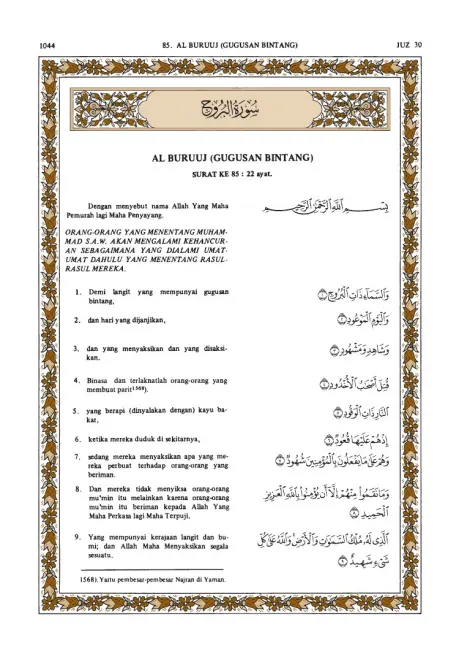 1044 85. AL BURUUJ (GUGUSAN BINTANG) JUZ 30
سُورَةُ البُرُوج
AL BURUUJ (GUGUSAN BINTANG)
SURAT KE 85 : 22 ayat.
Dengan menyebut nama Allah Yang Maha
Pemurah lagi Maha Penyayang.
بِسْمِ اللَّهِ الرَّحْمَٰنِ الرَّحِيمِ
ORANG-ORANG YANG MENENTANG MUHAM-
MAD S.A.W. AKAN MENGALAMI KEHANCUR-
AN SEBAGAIMANA YANG DIALAMI UMAT-
UMAT DAHULU YANG MENENTANG RASUL-
RASUL MEREKA.
1. Demi langit yang mempunyai gugusan
bintang,
وَالسَّمَاءِ ذَاتِ الْبُرُوجِ ①
2. dan hari yang dijanjikan,
وَالْيَوْمِ الْمَوْعُودِ ②
3. dan yang menyaksikan dan yang disaksi-
kan.
وَشَاهِدٍ وَمَشْهُودٍ ③
4. Binasa dan terlaknatlah orang-orang yang
membuat parit1568).
قُتِلَ أَصْحَابُ الْأُخْدُودِ ④
5. yang berapi (dinyalakan dengan) kayu ba-
kar,
النَّارِ ذَاتِ الْوَقُودِ ⑤
6. ketika mereka duduk di sekitarnya,
إِذْ هُمْ عَلَيْهَا قُعُودٌ ⑥
7. sedang mereka menyaksikan apa yang me-
reka perbuat terhadap orang-orang yang
beriman.
وَهُمْ عَلَىٰ مَا يَفْعَلُونَ بِالْمُؤْمِنِينَ شُهُودٌ ⑦
8. Dan mereka tidak menyiksa orang-orang
mu'min itu melainkan karena orang-orang
mu'min itu beriman kepada Allah Yang
Maha Perkasa lagi Maha Terpuji,
وَمَا نَقَمُوا مِنْهُمْ إِلَّا أَنْ يُؤْمِنُوا بِاللَّهِ الْعَزِيزِ
الْحَمِيدِ ⑧
9. Yang mempunyai kerajaan langit dan bu-
mi; dan Allah Maha Menyaksikan segala
sesuatu.
الَّذِي لَهُ مُلْكُ السَّمَاوَاتِ وَالْأَرْضِ وَاللَّهُ عَلَىٰ كُلِّ
شَيْءٍ شَهِيدٌ ⑨
1568). Yaitu pembesar-pembesar Najran di Yaman.